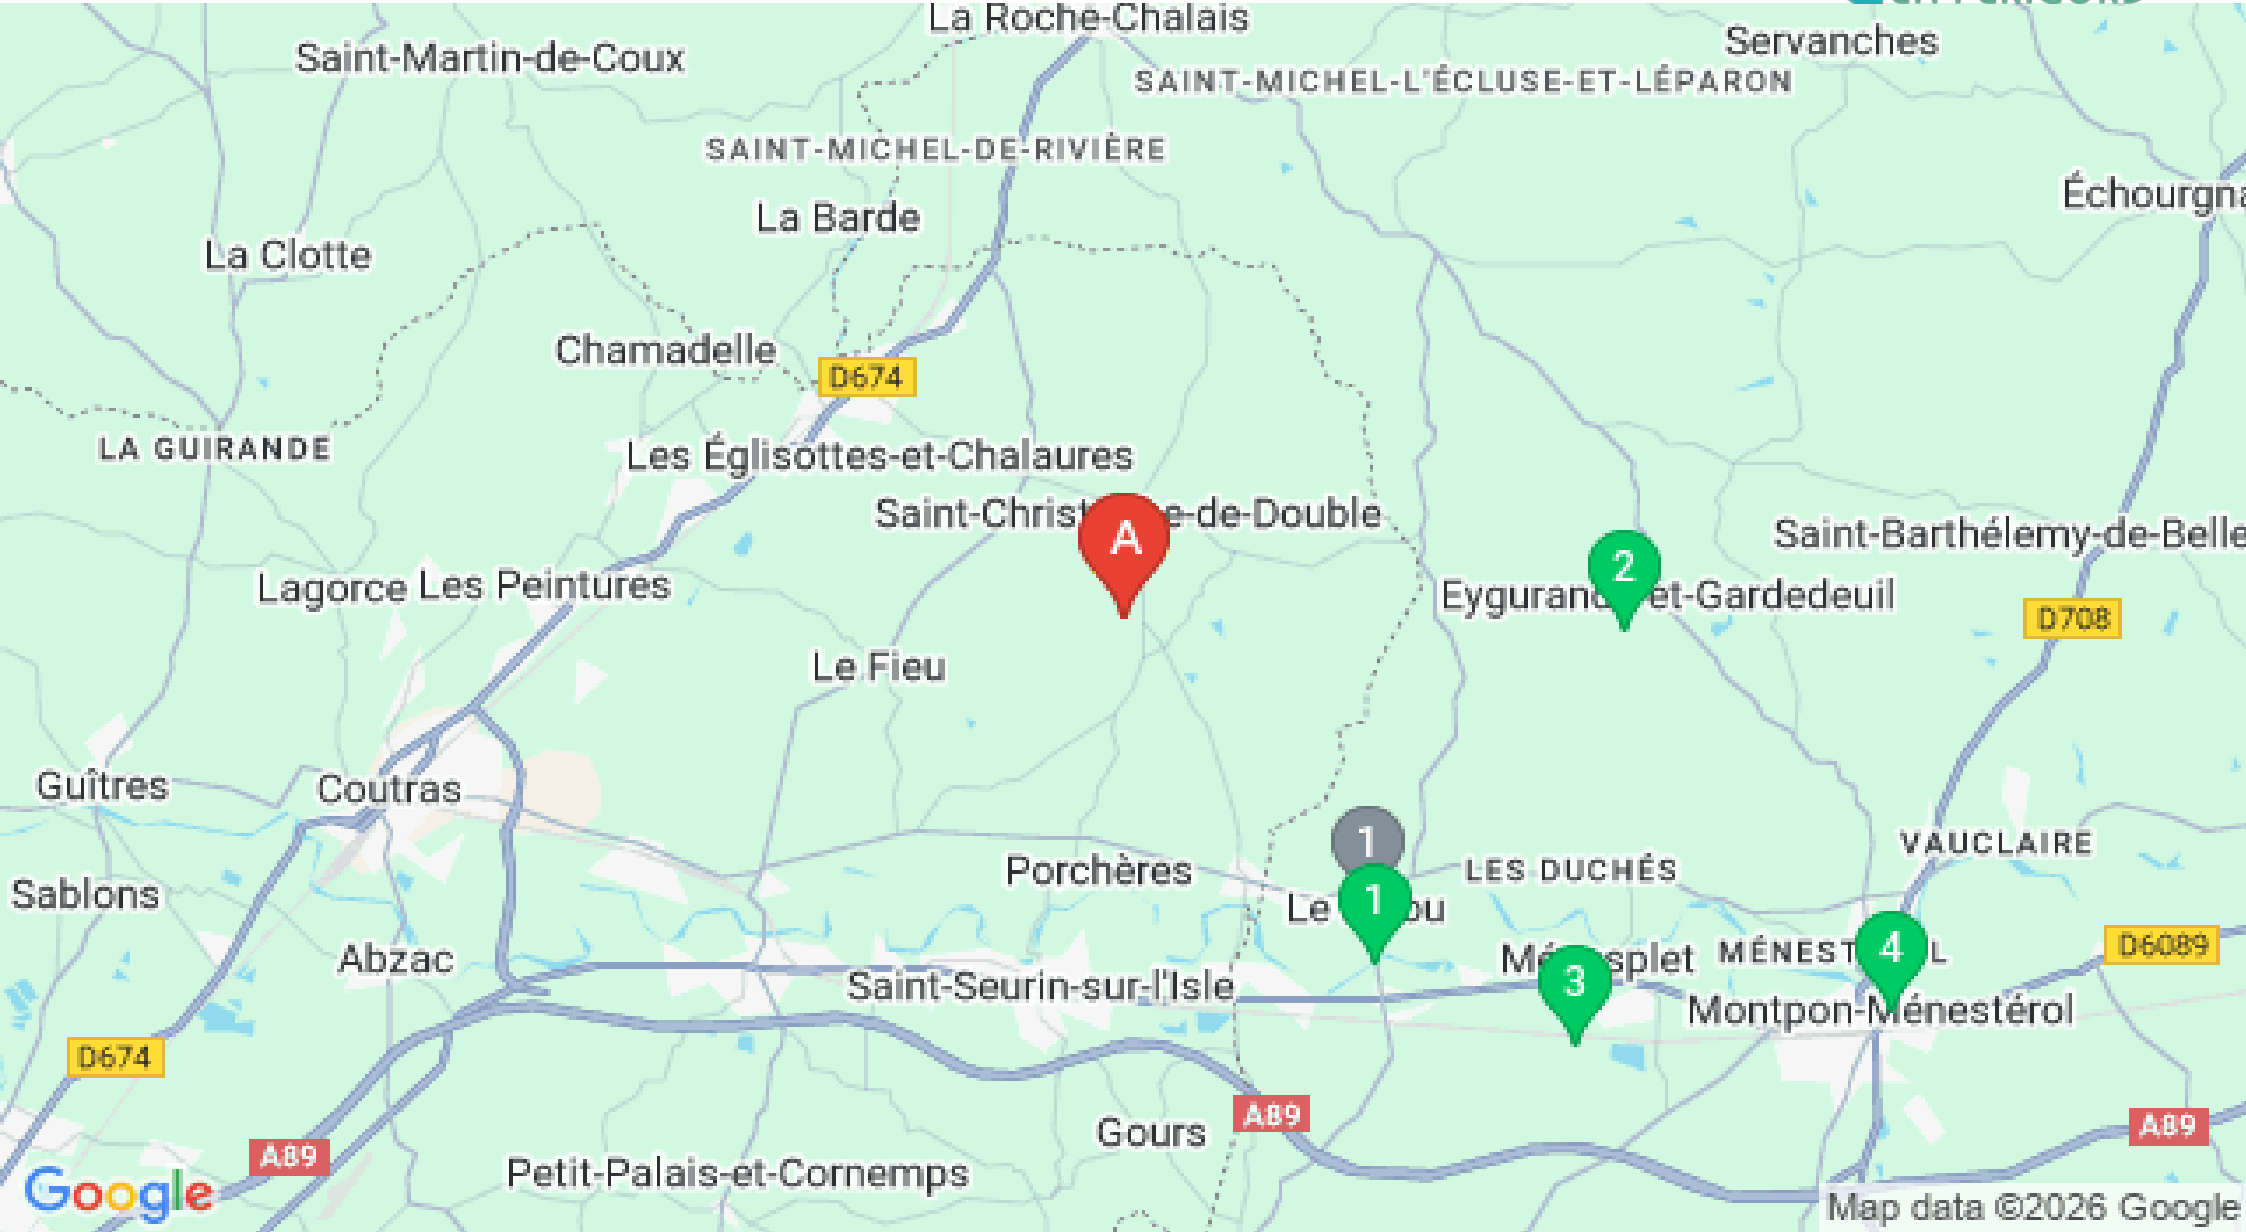 La Roche-Chalais
Servanches
Saint-Martin-de-Coux
SAINT-MICHEL-L'ÉCLUSE-ET-LÉPARON
SAINT-MICHEL-DE-RIVIÈRE
Échourgna
La Barde
La Clotte
Chamadelle
D674
LA GUIRANDE
Les Églisottes-et-Chalaures
Saint-Christ e-de-Double
A
Saint-Barthélemy-de-Belle
2
Lagorce
Les Peintures
Eygurand et-Gardedeuil
D708
Le Fieu
Guîtres
Coutras
1
VAUCLAIRE
Porchères
LES DUCHÉS
Sablons
Le ou
1
Abzac
Ménesplet
MÉNEST L
4
D6089
3
Saint-Seurin-sur-l'Isle
Montpon-Ménestérol
D674
A89
Gours
A89
A89
Petit-Palais-et-Cornemps
Google
Map data ©2026 Google